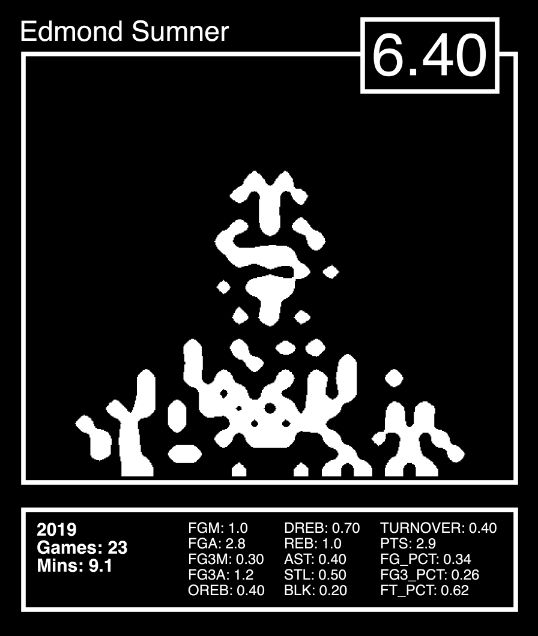 Edmond Sumner
6.40
2019
Games: 23
Mins: 9.1
FGM: 1.0
FGA: 2.8
FG3M: 0.30
FG3A: 1.2
OREB: 0.40
DREB: 0.70
REB: 1.0
AST: 0.40
STL: 0.50
BLK: 0.20
TURNOVER: 0.40
PTS: 2.9
FG_PCT: 0.34
FG3_PCT: 0.26
FT_PCT: 0.62